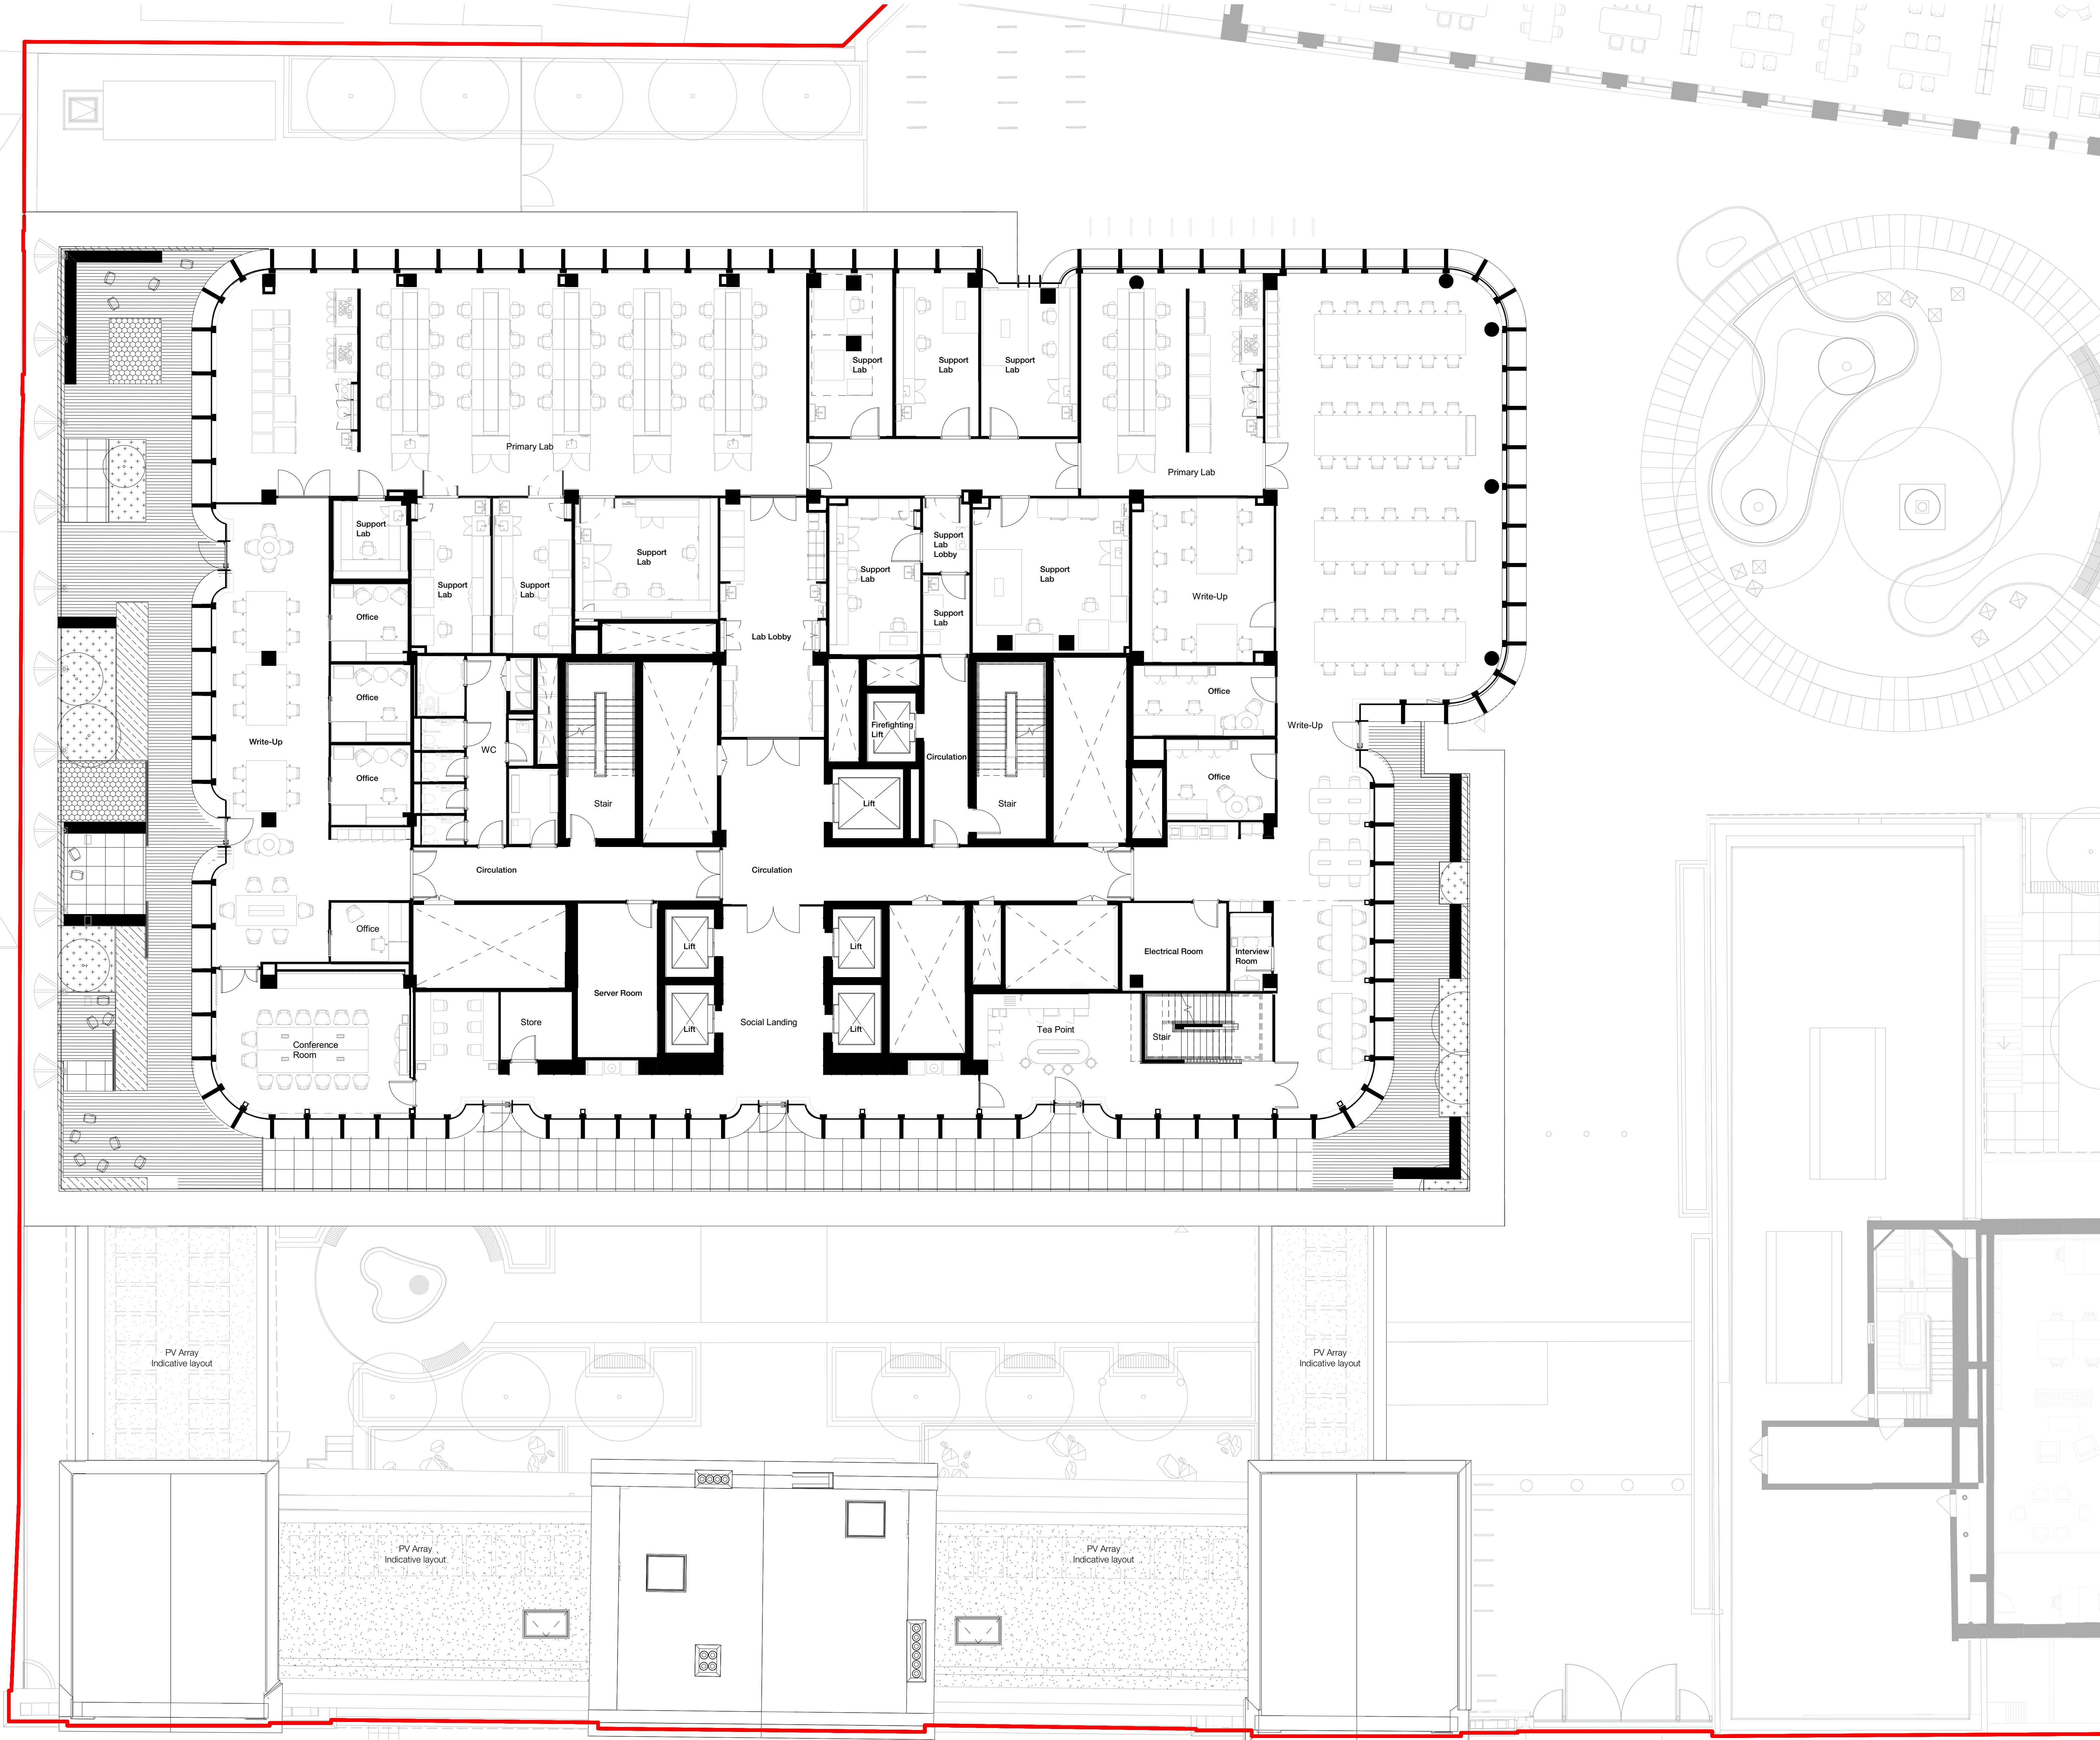 Support
Lab
Support
Lab
Support
Lab
Primary Lab
Primary Lab
Support
Lab
Support
Lab
Lobby
Support
Lab
Support
Lab
Support
Lab
Support
Lab
Support
Lab
Support
Lab
Write-Up
Office
Support
Lab
Lab Lobby
Office
Office
Write-Up
WC
Firefighting
Lift
Circulation
Write-Up
Office
Office
Stair
Lift
Stair
Circulation
Circulation
Office
Lift
Lift
Electrical Room
Interview
Room
Server Room
Store
Social Landing
Lift
Lift
Tea Point
Stair
Conference
Room
PV Array
Indicative layout
PV Array
Indicative layout
PV Array
Indicative layout
PV Array
Indicative layout